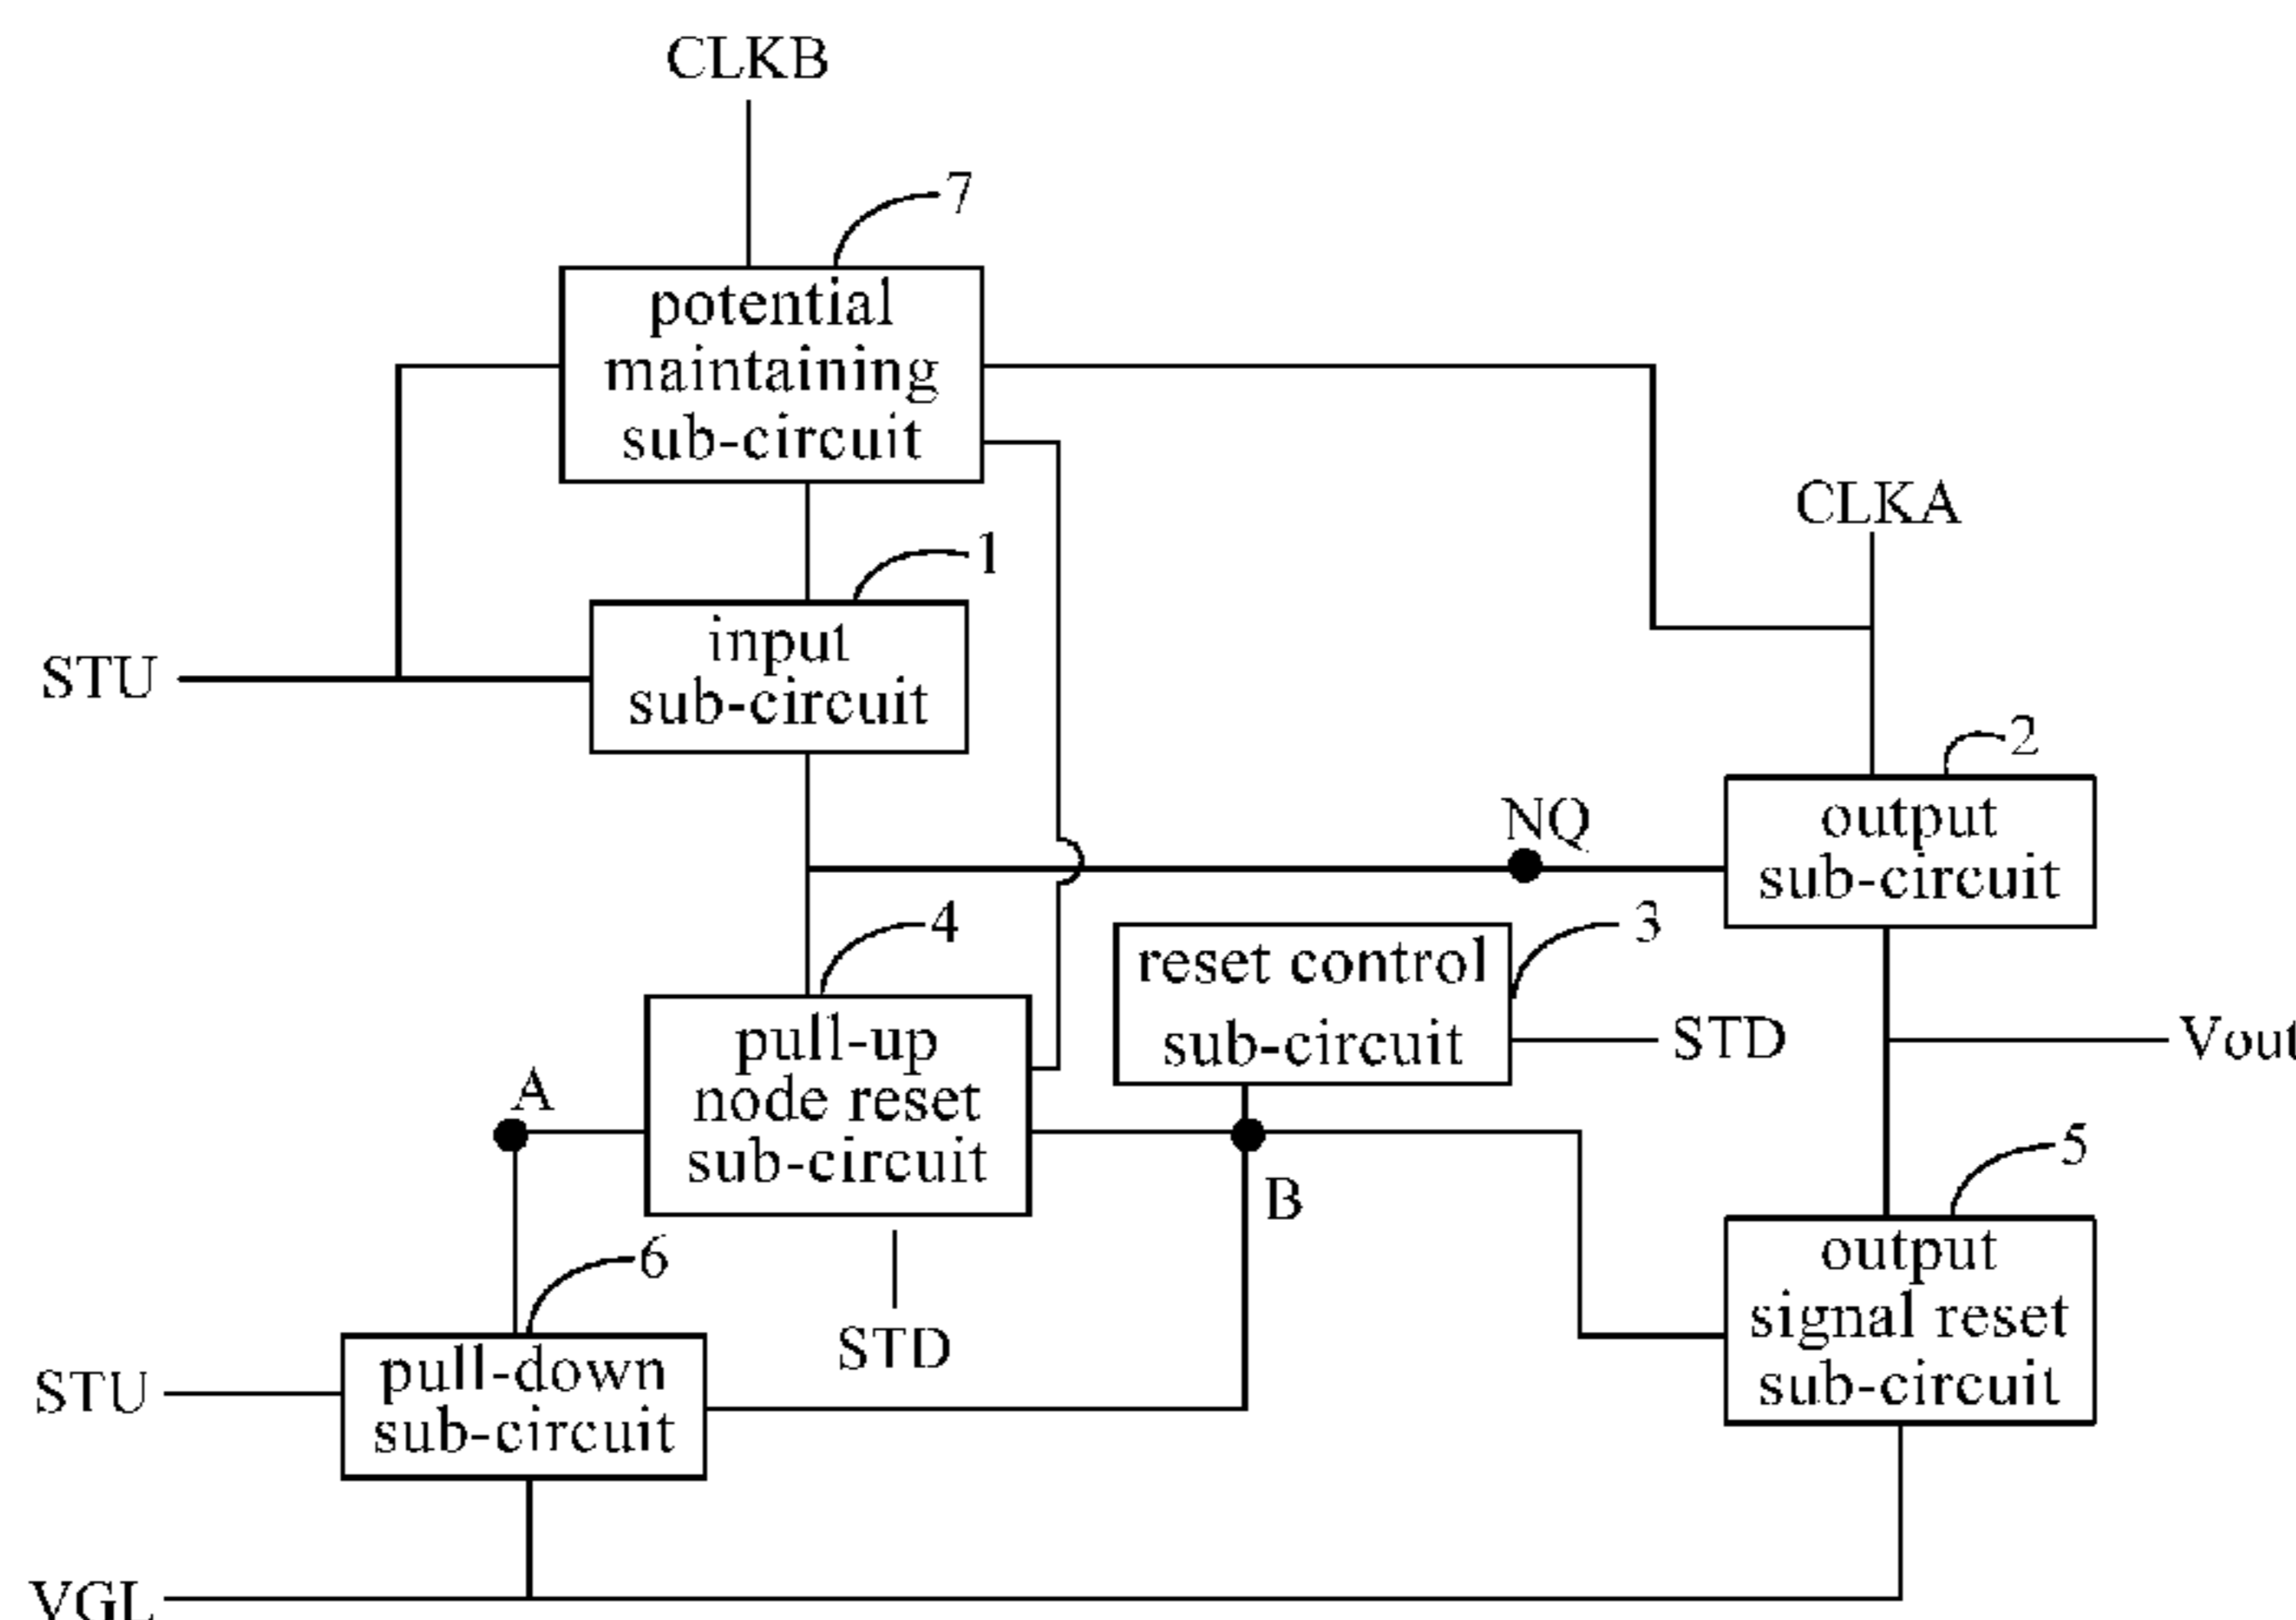 CLKB
7
potential
maintaining
sub-circuit
CLKA
1
input
sub-circuit
STU
2
output
sub-circuit
NQ
4
3
reset control
sub-circuit
STD
Vout
pull-up
node reset
sub-circuit
A
B
5
output
signal reset
sub-circuit
6
STD
pull-down
sub-circuit
STU
VGL